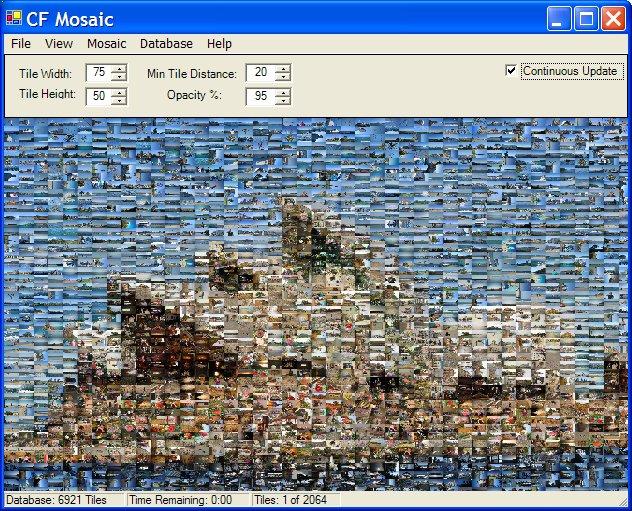 CF Mosaic
File View Mosaic Database Help
Tile Width: 75 Min Tile Distance: 20 Continuous Update
Tile Height: 50 Opacity %: 95
Database: 6921 Tiles Time Remaining: 0:00 Tiles: 1 of 2064